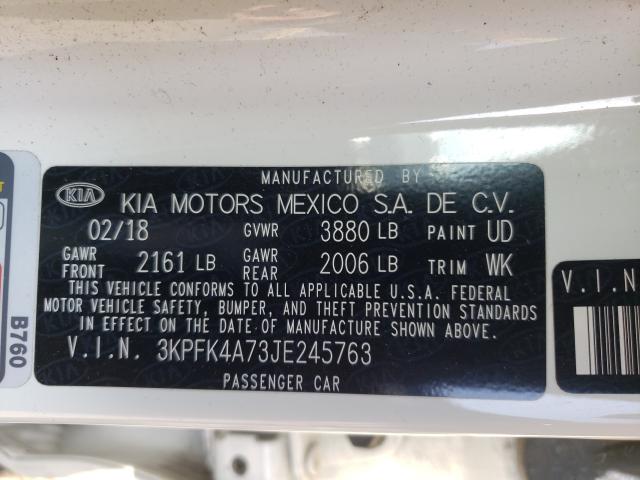 MANUFACTURED BY
KIA KIA MOTORS MEXICO S.A. DE C.V.
02/18 GVWR 3880 LB PAINT UD
GAWR FRONT 2161 LB GAWR REAR 2006 LB TRIM WK
THIS VEHICLE CONFORMS TO ALL APPLICABLE U.S.A. FEDERAL
MOTOR VEHICLE SAFETY, BUMPER, AND THEFT PREVENTION STANDARDS
IN EFFECT ON THE DATE OF MANUFACTURE SHOWN ABOVE.
V.I.N. 3KPFK4A73JE245763
PASSENGER CAR
B760
V.I.N